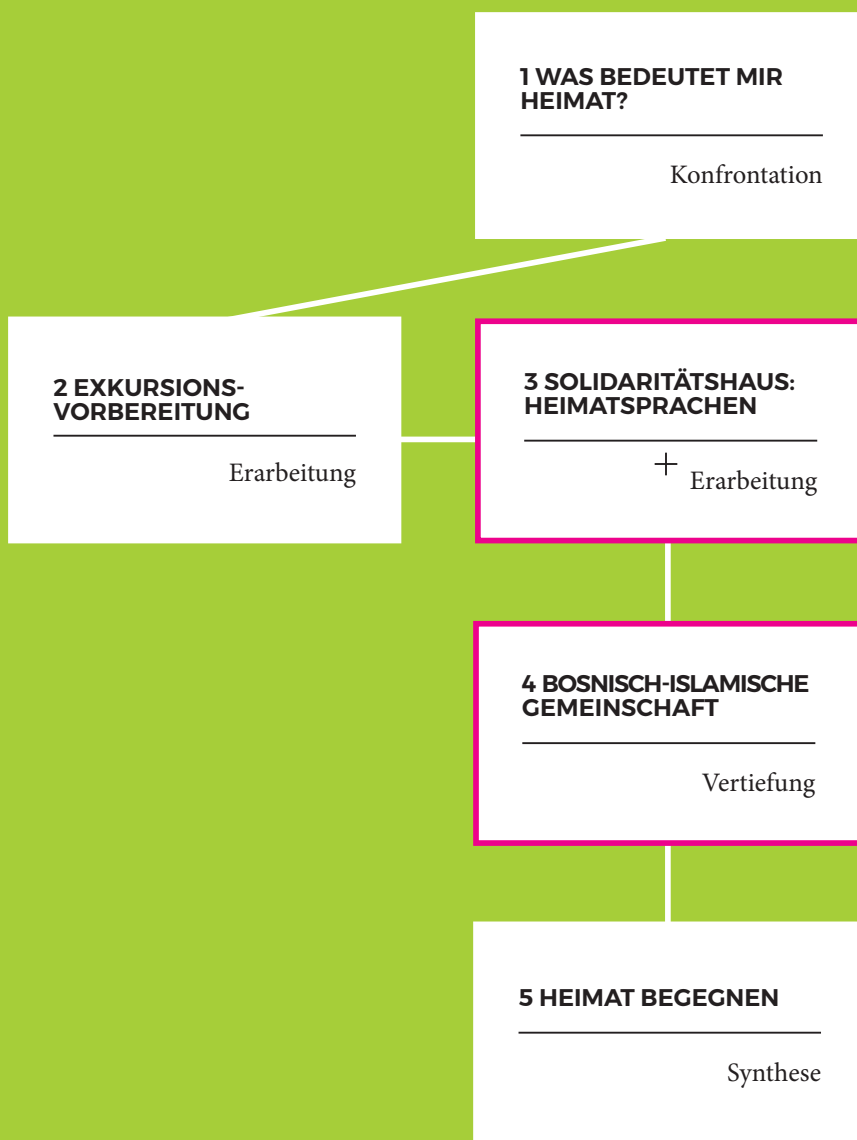 1 WAS BEDEUTET MIR
HEIMAT?
Konfrontation
2 EXKURSIONS-
VORBEREITUNG
Erarbeitung
3 SOLIDARITÄTSHAUS:
HEIMATSPRACHEN
+ Erarbeitung
4 BOSNISCH-ISLAMISCHE
GEMEINSCHAFT
Vertiefung
5 HEIMAT BEGEGNEN
Synthese